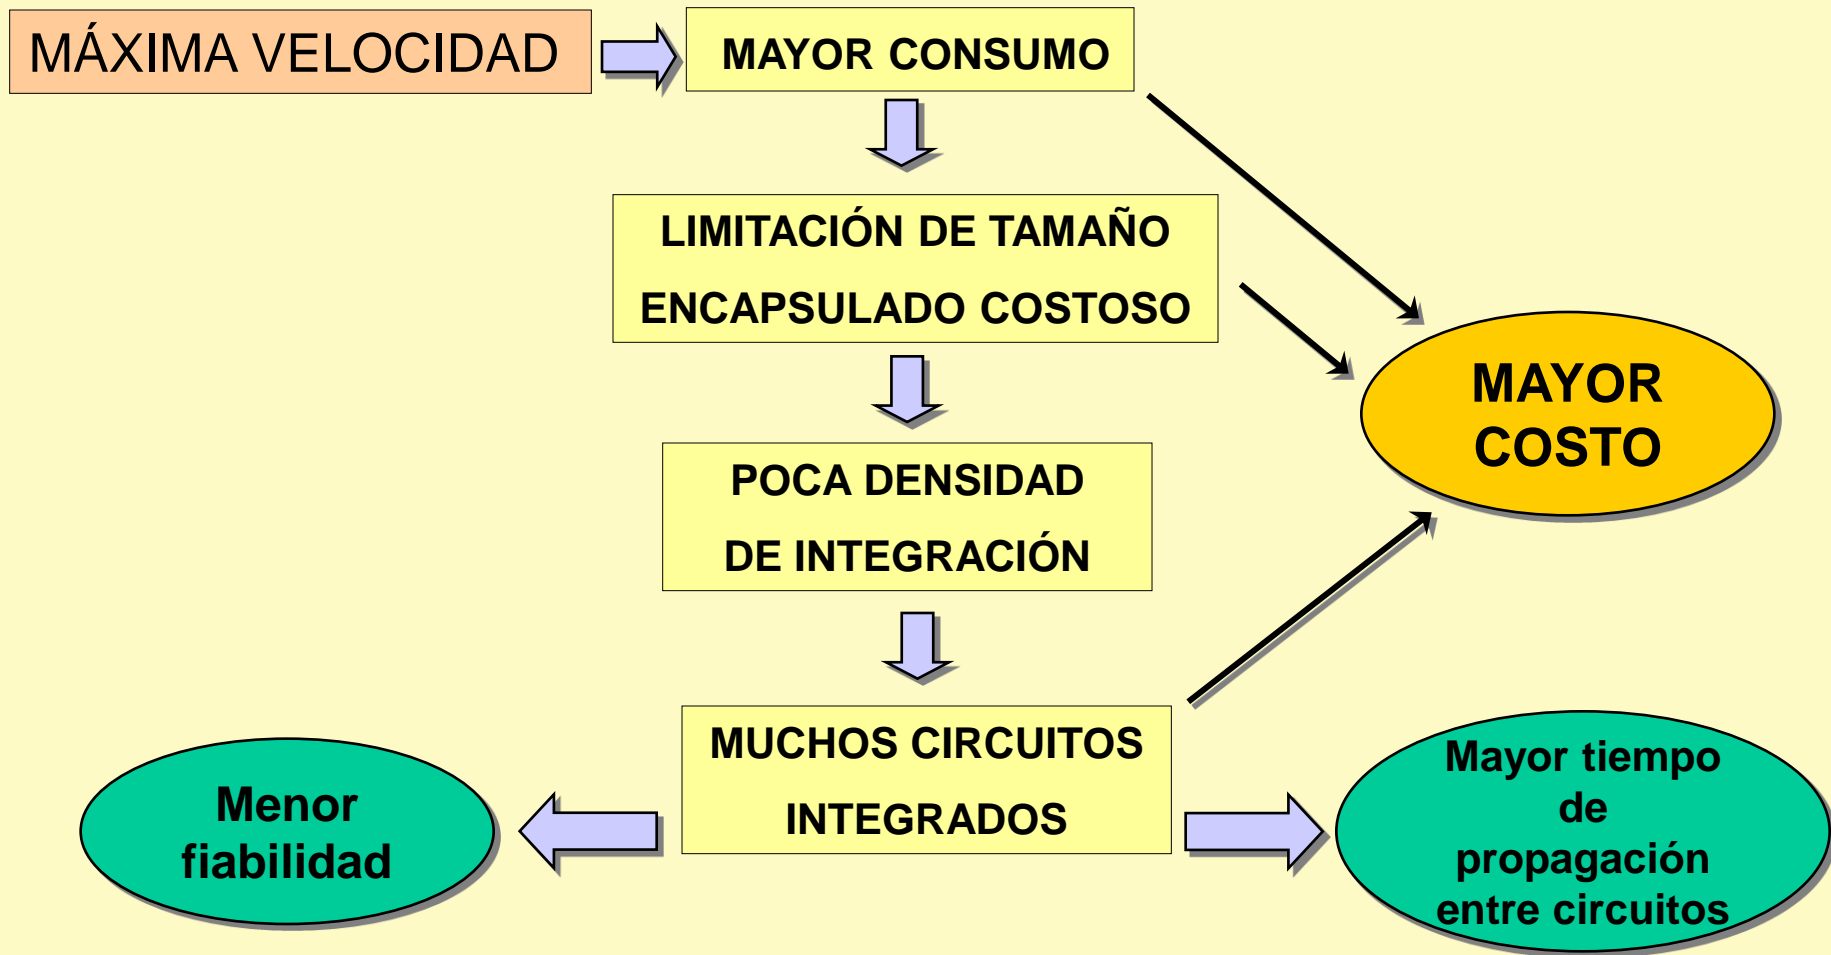 MÁXIMA VELOCIDAD
MAYOR CONSUMO
LIMITACIÓN DE TAMAÑO
ENCAPSULADO COSTOSO
MAYOR
COSTO
POCA DENSIDAD
DE INTEGRACIÓN
MUCHOS CIRCUITOS
INTEGRADOS
Menor
fiabilidad
Mayor tiempo
de
propagación
entre circuitos